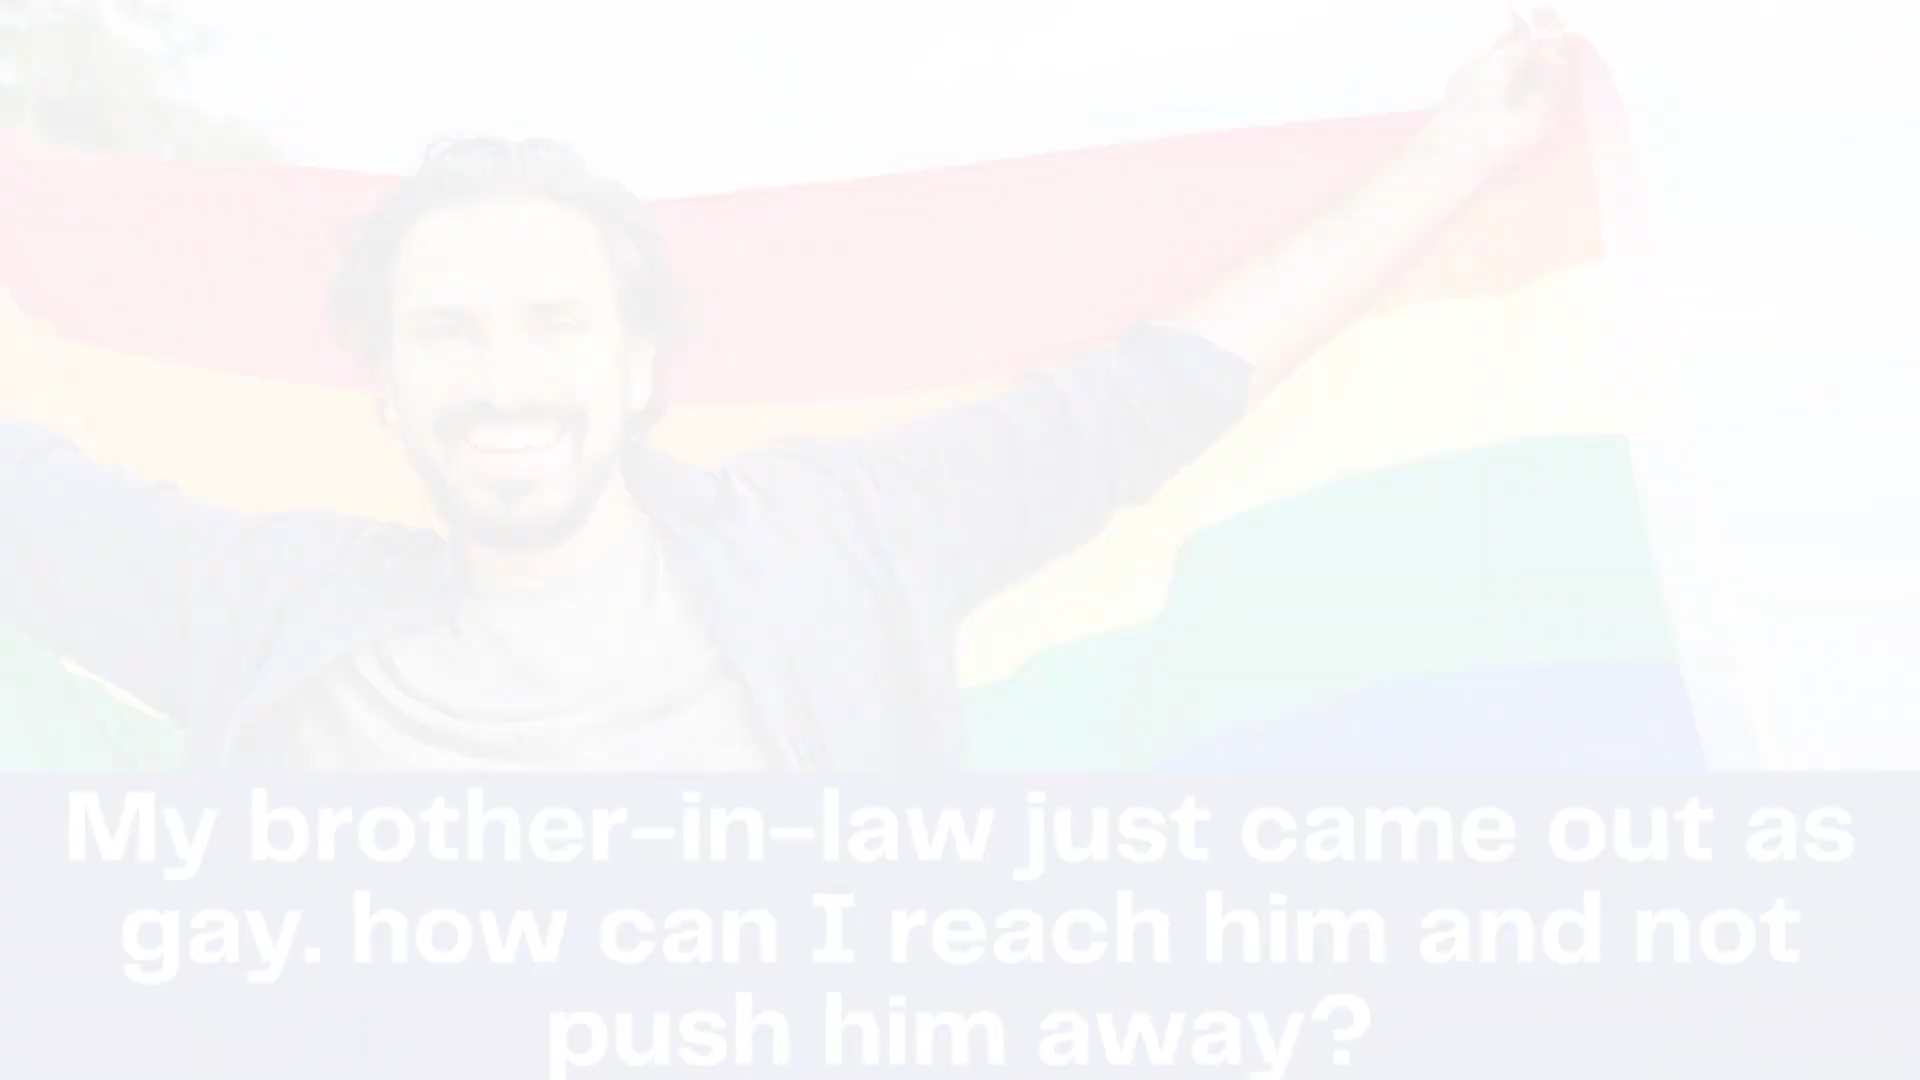 My brother-in-law just came out as
gay. how can I reach him and not
push him away?